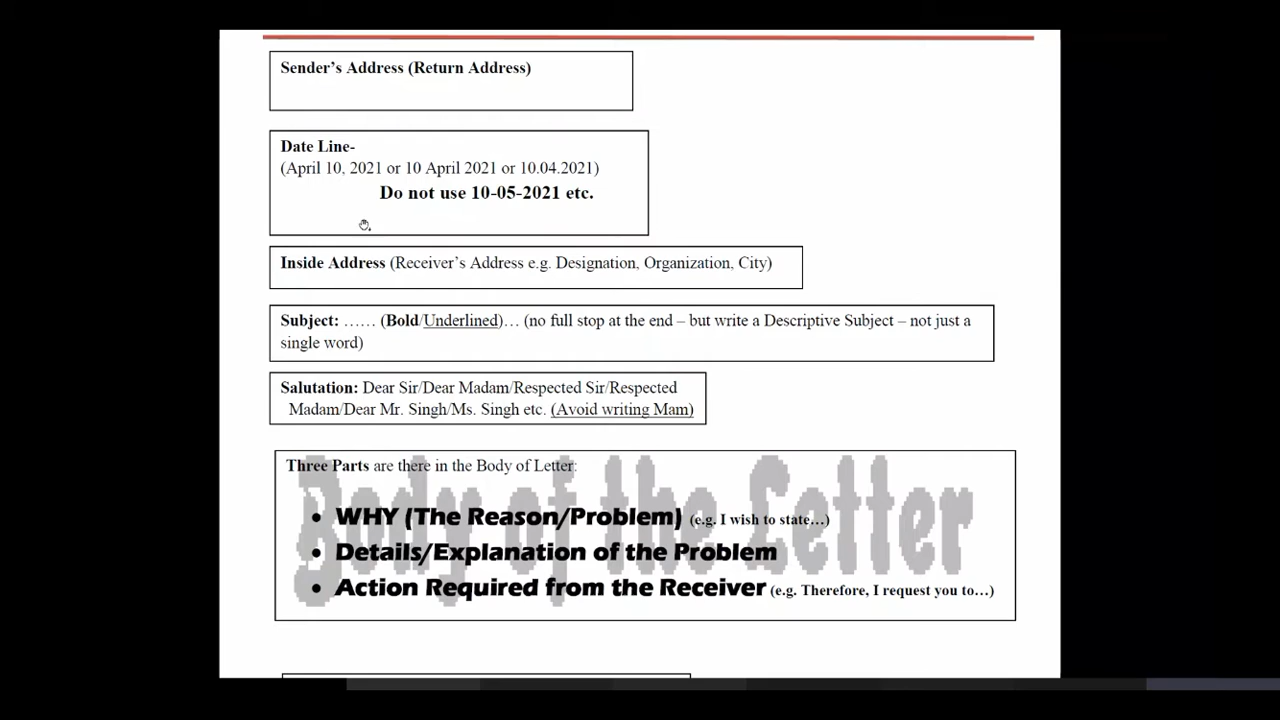 Sender's Address (Return Address)
Date Line-
(April 10, 2021 or 10 April 2021 or 10.04.2021)
Do not use 10-05-2021 etc.
Inside Address (Receiver's Address e.g. Designation, Organization, City)
Subject: …… (Bold/Underlined)… (no full stop at the end – but write a Descriptive Subject – not just a
single word)
Salutation: Dear Sir/Dear Madam/Respected Sir/Respected
Madam/Dear Mr. Singh/Ms. Singh etc. (Avoid writing Mam)
Three Parts are there in the Body of Letter:
Body of the Letter
• WHY (The Reason/Problem) (e.g. I wish to state…)
• Details/Explanation of the Problem
• Action Required from the Receiver (e.g. Therefore, I request you to…)